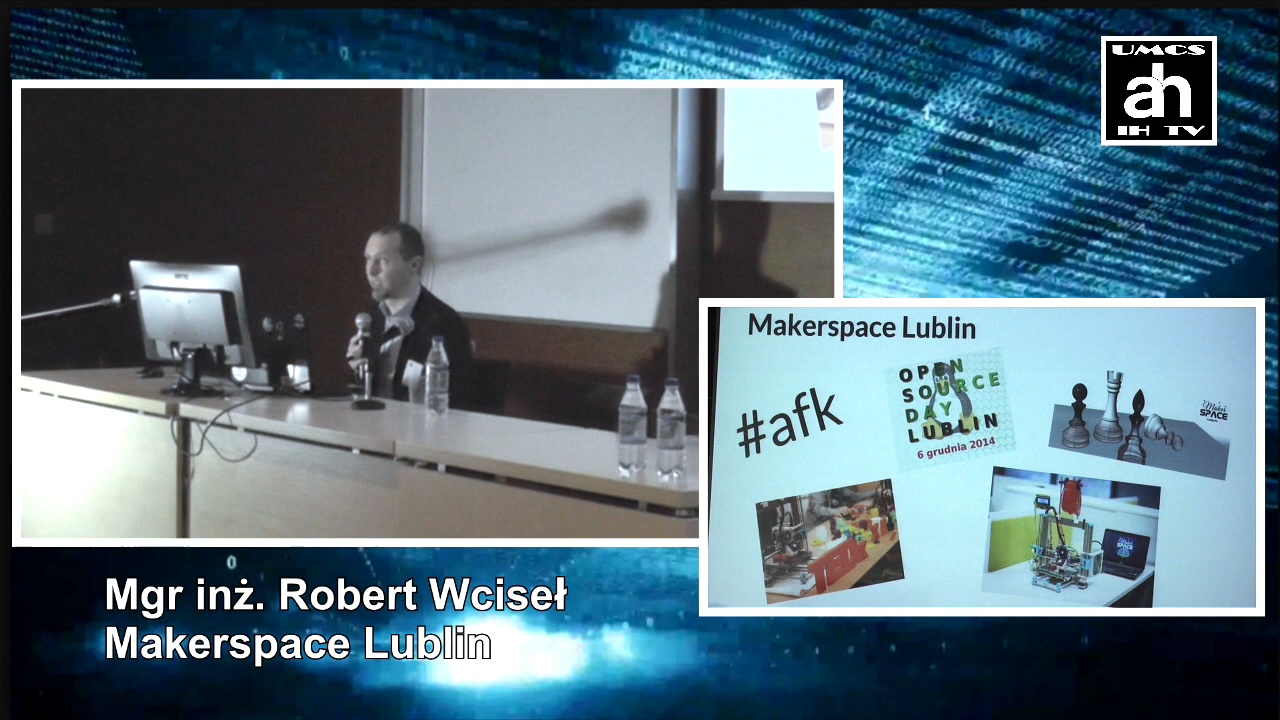 UMCS
ah
IH TV
Makerspace Lublin
#afk
OPEN
SOURCE
DAY
LUBLIN
6 grudnia 2014
Maker
SPACE
SPACE
Mgr inż. Robert Wciseł
Makerspace Lublin